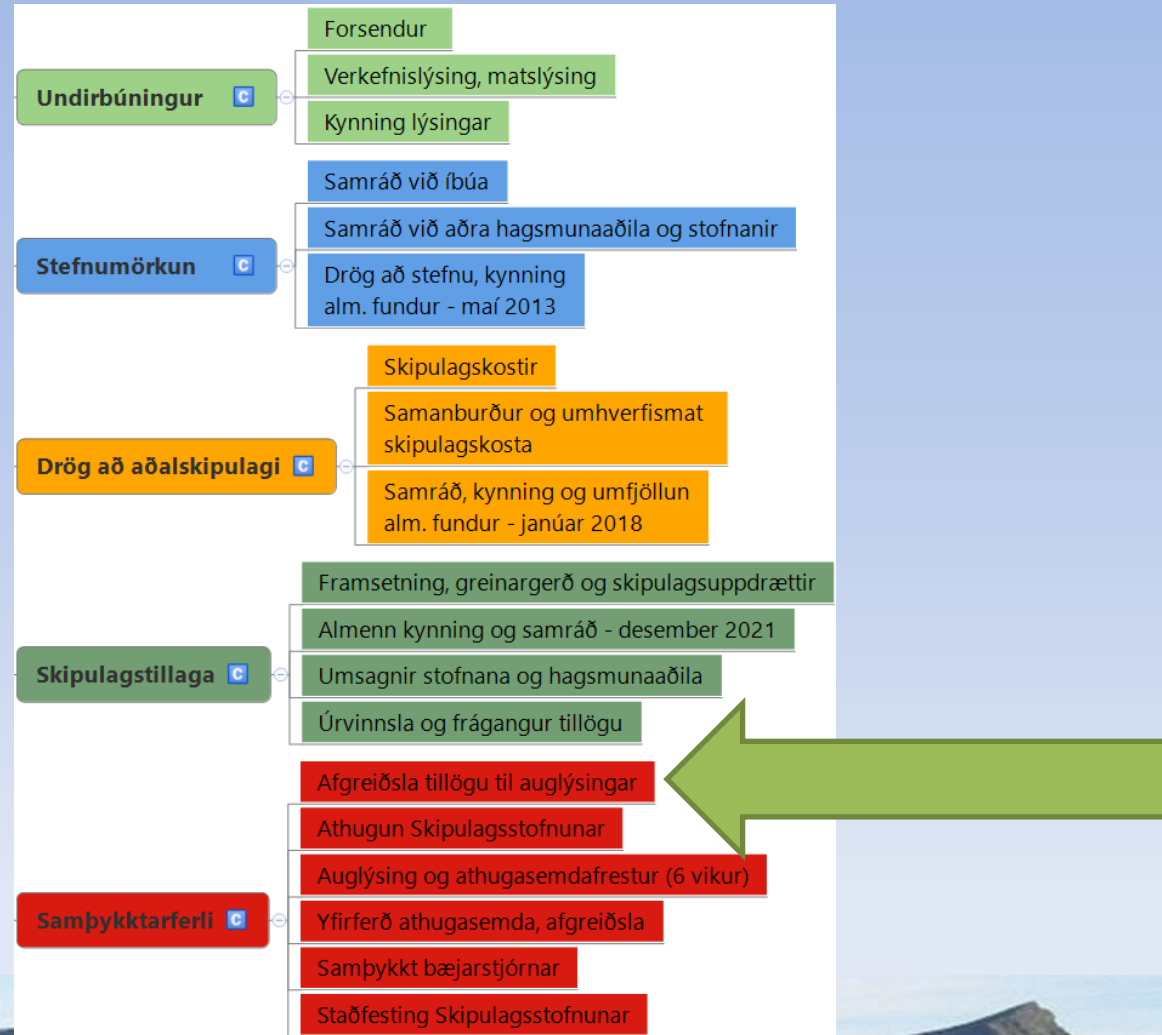 Undirbúningur C
Forsendur
Verkefnislýsing, matslýsing
Kynning lýsingar
Stefnumörkun C
Samráð við íbúa
Samráð við aðra hagsmunaaðila og stofnanir
Drög að stefnu, kynning
alm. fundur - maí 2013
Drög að aðalskipulagi C
Skipulagskostir
Samanburður og umhverfismat
skipulagskosta
Samráð, kynning og umfjöllun
alm. fundur - janúar 2018
Skipulagstillaga C
Framsetning, greinargerð og skipulagsuppdrættir
Almenn kynning og samráð - desember 2021
Umsagnir stofnana og hagsmunaaðila
Úrvinnsla og frágangur tillögu
Samþykktarferli C
Afgreiðsla tillögu til auglýsingar
Athugun Skipulagsstofnunar
Auglýsing og athugasemdafrestur (6 vikur)
Yfirferð athugasemda, afgreiðsla
Samþykkt bæjarstjórnar
Staðfesting Skipulagsstofnunar